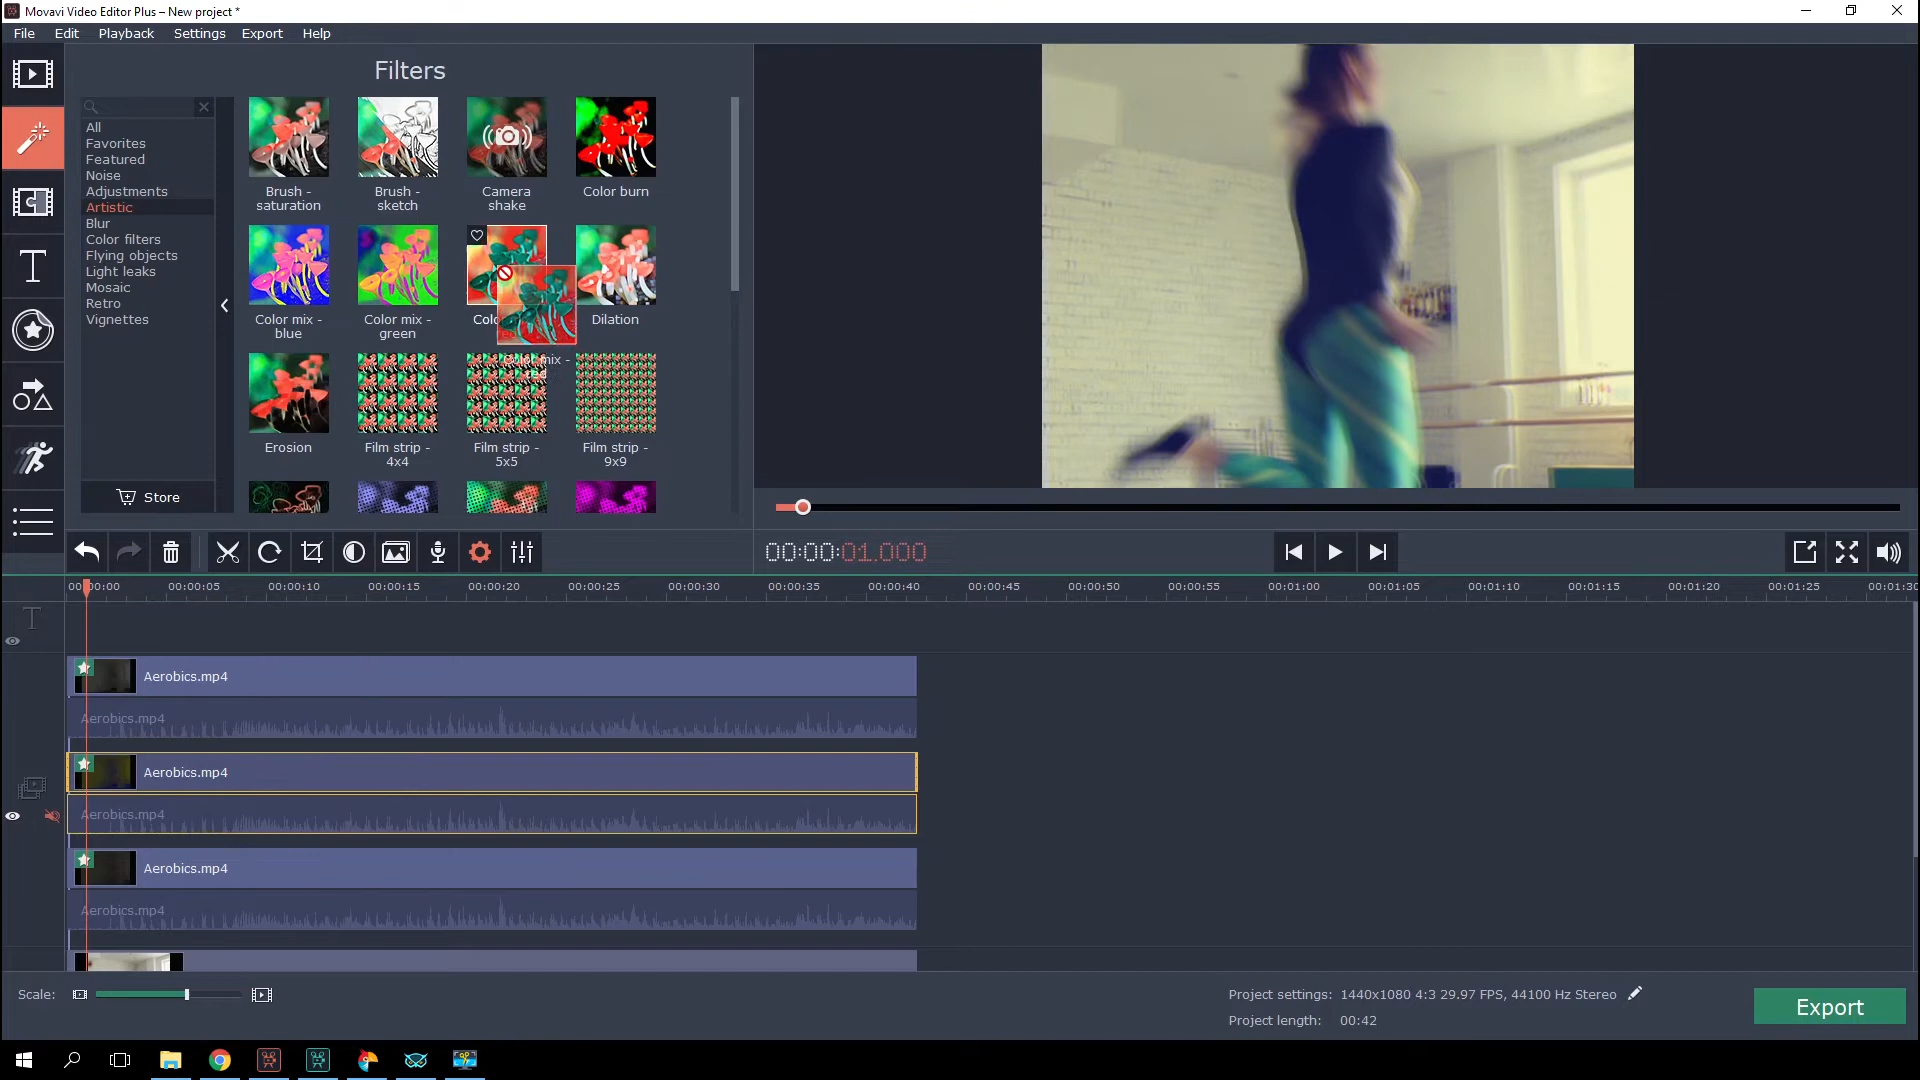 Movavi Video Editor Plus – New project *
File Edit Playback Settings Export Help
Filters
All
Favorites
Featured
Noise
Adjustments
Artistic
Blur
Color filters
Flying objects
Light leaks
Mosaic
Retro
Vignettes
Store
Brush - saturation
Brush - sketch
Camera shake
Color burn
Color mix - blue
Color mix - green
Color mix - red
Dilation
Erosion
Film strip - 4x4
Film strip - 5x5
Film strip - 9x9
00:00:01.000
00:00:05 00:00:10 00:00:15 00:00:20 00:00:25 00:00:30 00:00:35 00:00:40 00:00:45 00:00:50 00:00:55 00:01:00 00:01:05 00:01:10 00:01:15 00:01:20 00:01:25 00:01:30
Aerobics.mp4
Aerobics.mp4
Aerobics.mp4
Aerobics.mp4
Aerobics.mp4
Aerobics.mp4
Scale:
Project settings: 1440x1080 4:3 29.97 FPS, 44100 Hz Stereo
Project length: 00:42
Export